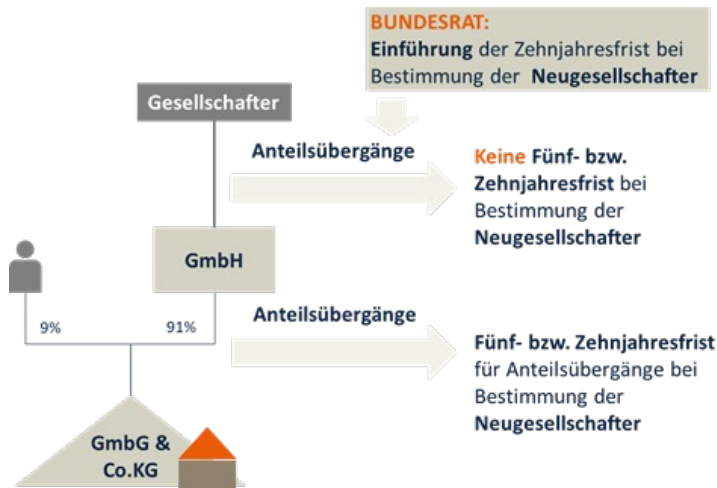 BUNDESRAT:
Einführung der Zehnjahresfrist bei
Bestimmung der Neugesellschafter
Gesellschafter
Anteilsübergänge
Keine Fünf- bzw.
Zehnjahresfrist bei
Bestimmung der
Neugesellschafter
GmbH
9%
91%
Anteilsübergänge
Fünf- bzw. Zehnjahresfrist
für Anteilsübergänge bei
Bestimmung der
Neugesellschafter
GmbG &
Co.KG